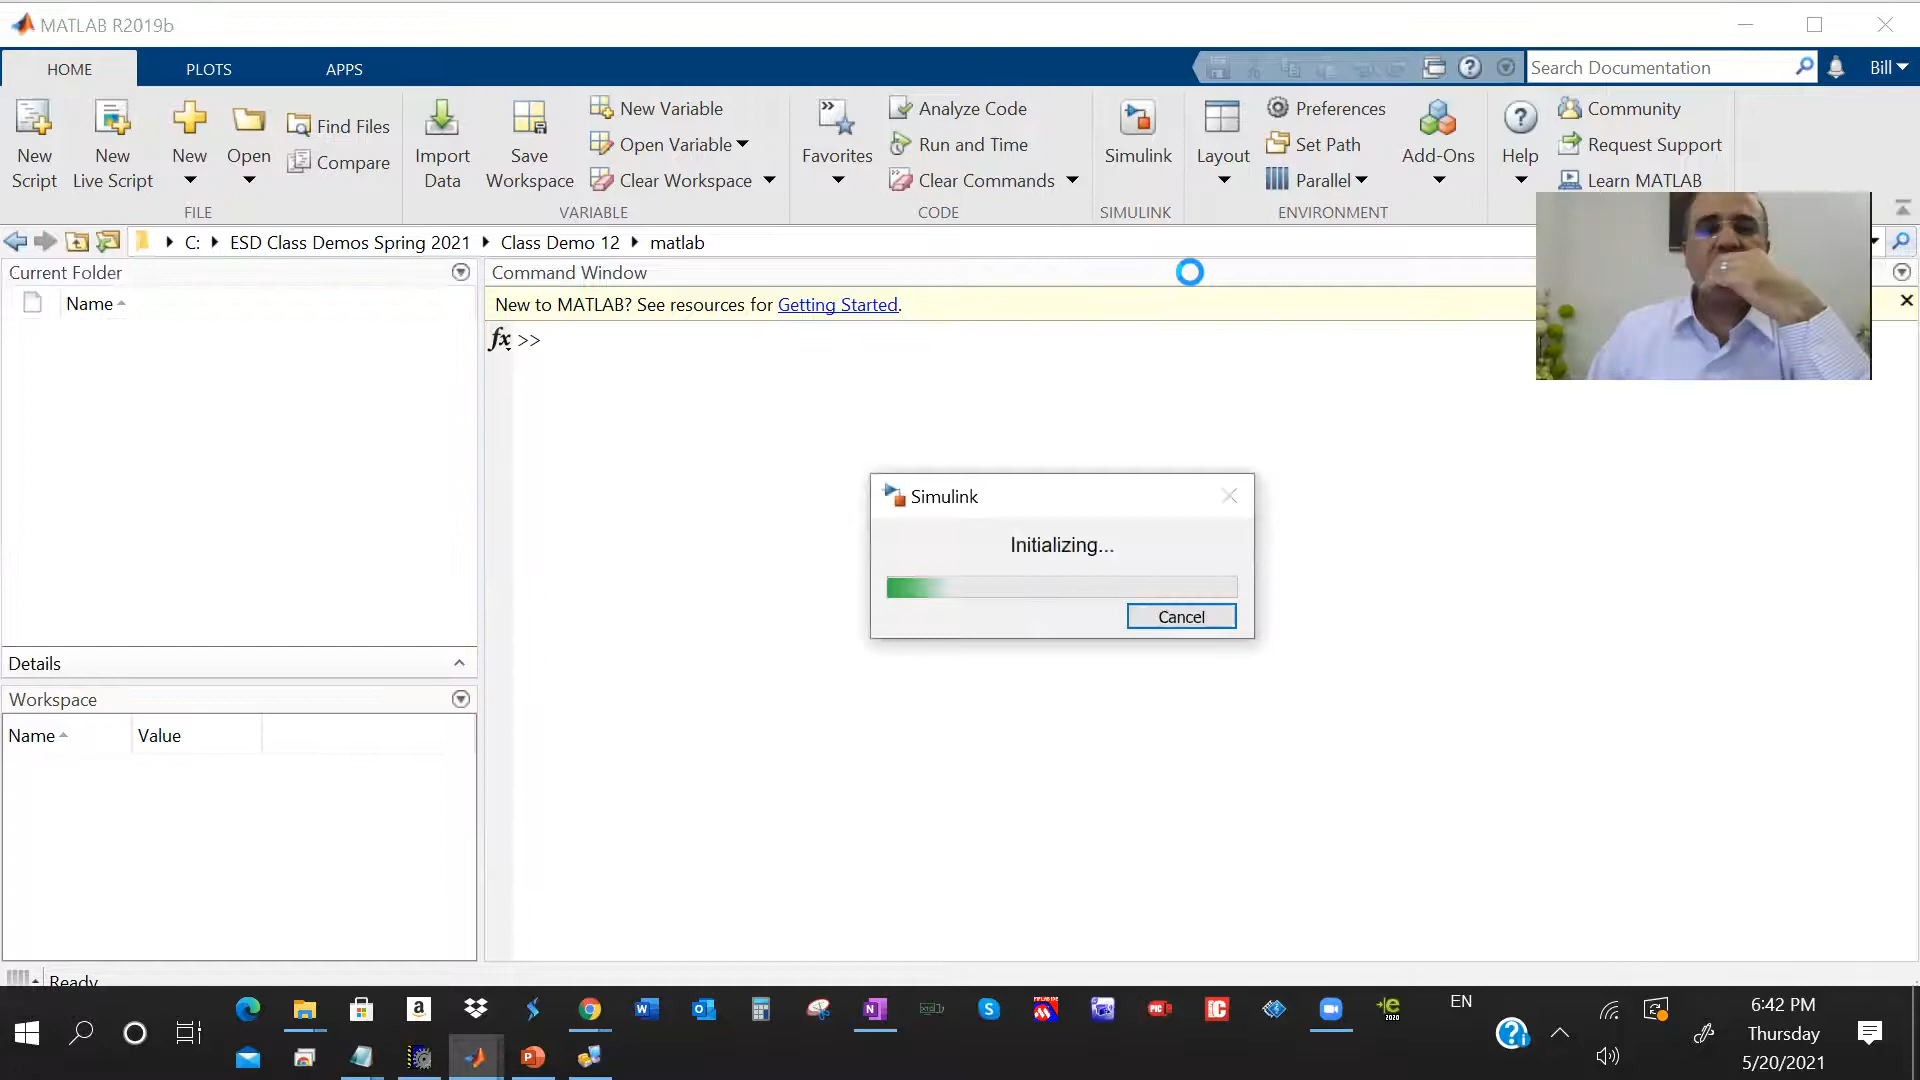 MATLAB R2019b
HOME
PLOTS
APPS
Search Documentation
Bill
New Script
New Live Script
New
Open
Find Files
Compare
FILE
Import Data
Save Workspace
New Variable
Open Variable
Clear Workspace
VARIABLE
Favorites
Analyze Code
Run and Time
Clear Commands
CODE
Simulink
SIMULINK
Layout
Preferences
Set Path
Parallel
Add-Ons
ENVIRONMENT
Help
Community
Request Support
Learn MATLAB
C:
ESD Class Demos Spring 2021
Class Demo 12
matlab
Current Folder
Name
Command Window
New to MATLAB? See resources for Getting Started.
fx >>
Simulink
Initializing...
Cancel
Details
Workspace
Name
Value
Ready
EN
6:42 PM
Thursday
5/20/2021